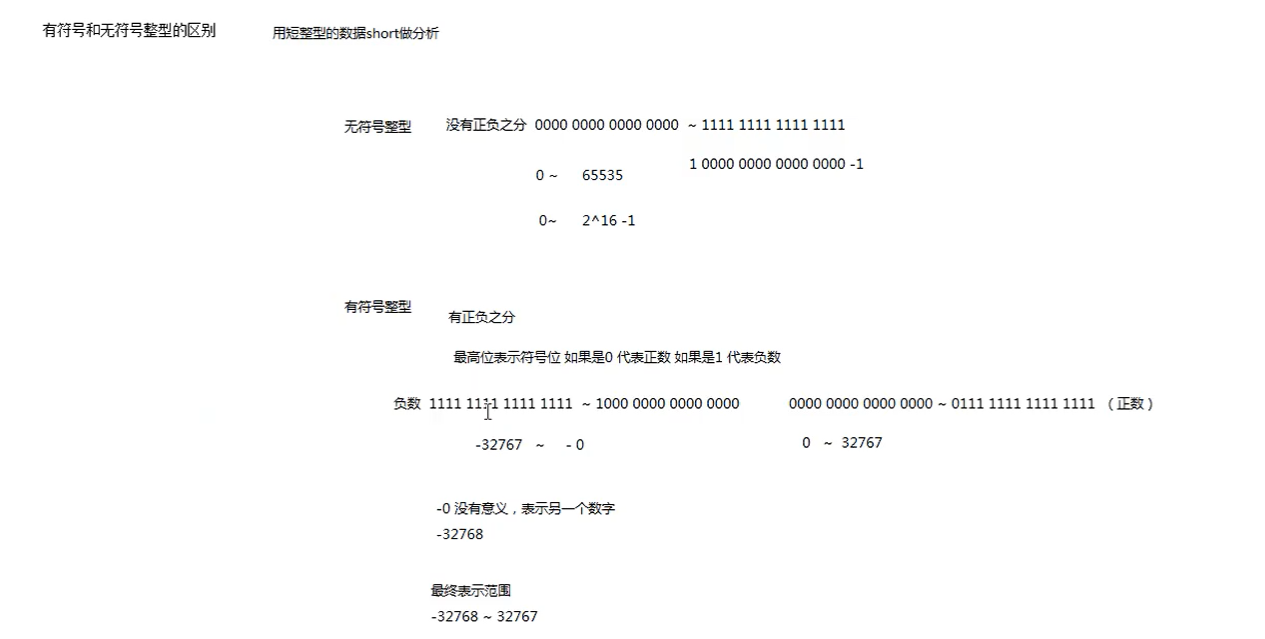 有符号和无符号整型的区别 用短整型的数据short做分析
无符号整型 没有正负之分 0000 0000 0000 0000 ~ 1111 1111 1111 1111
1 0000 0000 0000 0000 -1
0 ~ 65535
0~ 2^16 -1
有符号整型
有正负之分
最高位表示符号位 如果是0 代表正数 如果是1 代表负数
负数 1111 1111 1111 1111 ~ 1000 0000 0000 0000 0000 0000 0000 0000 ~ 0111 1111 1111 1111 （正数）
-32767 ~ - 0 0 ~ 32767
-0 没有意义，表示另一个数字
-32768
最终表示范围
-32768 ~ 32767